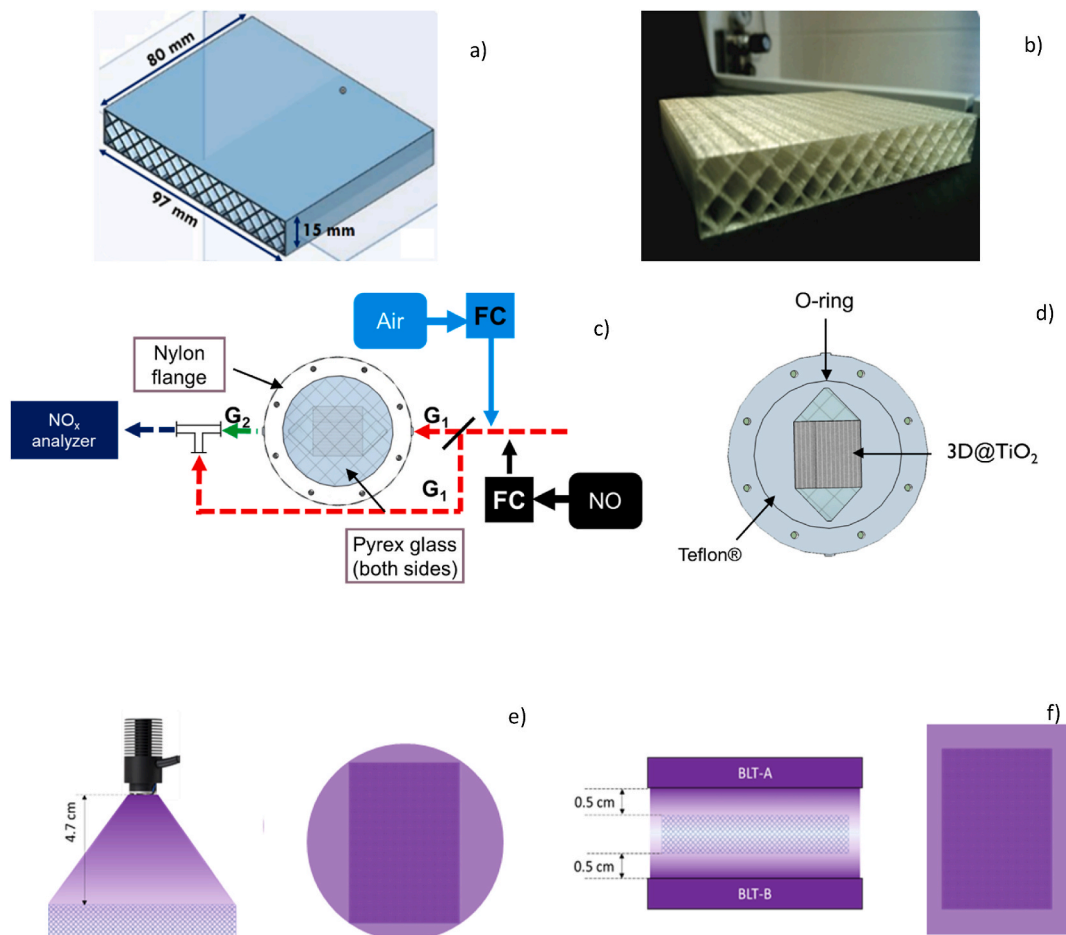 a)
80 mm
97 mm
15 mm
b)
c)
Air
FC
Nylon
flange
NOₓ
analyzer
G₂
G₁
G₁
FC
NO
Pyrex glass
(both sides)
d)
O-ring
3D@TiO₂
Teflon®
e)
4.7 cm
f)
BLT-A
0.5 cm
0.5 cm
BLT-B